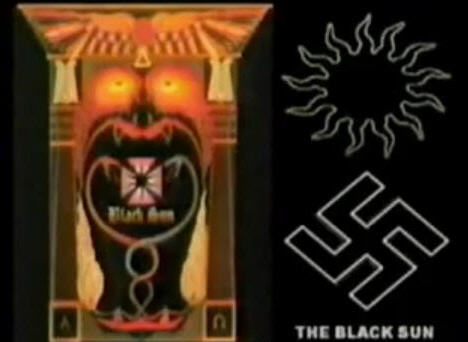 Black Sun
Λ
Ω
THE BLACK SUN